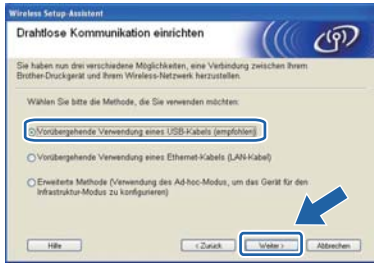 Wireless Setup-Assistent
Drahtlose Kommunikation einrichten
Sie haben nun drei verschiedene Möglichkeiten, eine Verbindung zwischen Ihrem
Brother-Druckgerät und Ihrem Wireless-Netzwerk herzustellen.
Wählen Sie bitte die Methode, die Sie verwenden möchten:
Vorübergehende Verwendung eines USB-Kabels (empfohlen)
Vorübergehende Verwendung eines Ethernet-Kabels (LAN-Kabel)
Erweiterte Methode (Verwendung des Ad-hoc-Modus, um das Gerät für den
Infrastruktur-Modus zu konfigurieren)
Hilfe
< Zurück
Weiter >
Abbrechen